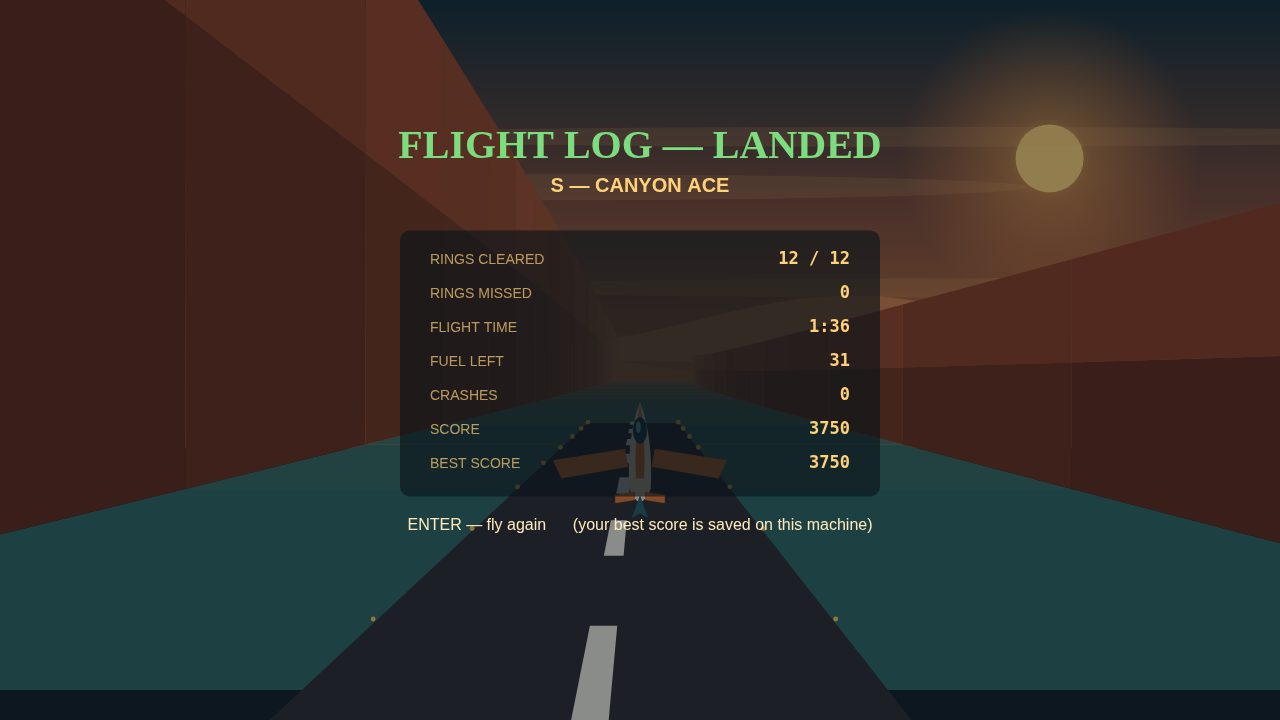 FLIGHT LOG — LANDED
S — CANYON ACE
RINGS CLEARED 12 / 12
RINGS MISSED 0
FLIGHT TIME 1:36
FUEL LEFT 31
CRASHES 0
SCORE 3750
BEST SCORE 3750
ENTER — fly again (your best score is saved on this machine)